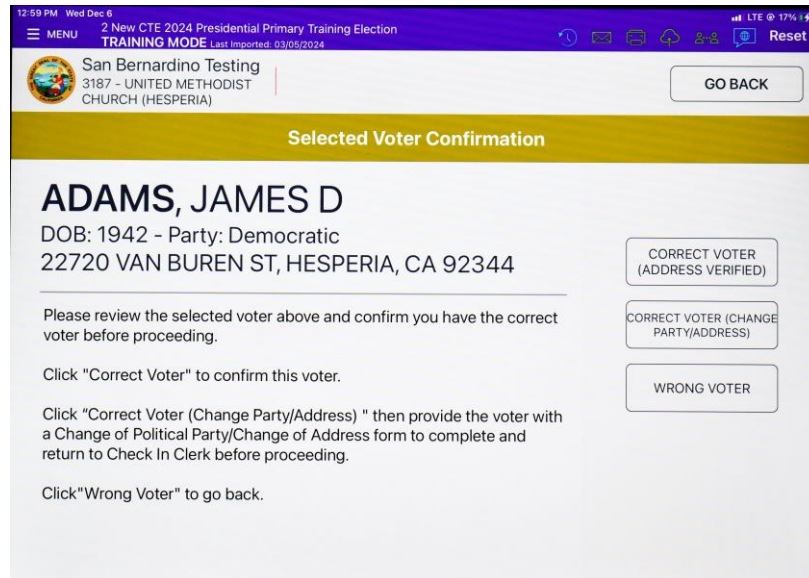 12:59 PM Wed Dec 6
LTE 17%
MENU
2 New CTE 2024 Presidential Primary Training Election
TRAINING MODE Last Imported: 03/05/2024
Reset
San Bernardino Testing
3187 - UNITED METHODIST
CHURCH (HESPERIA)
GO BACK
Selected Voter Confirmation
ADAMS, JAMES D
DOB: 1942 - Party: Democratic
22720 VAN BUREN ST, HESPERIA, CA 92344
Please review the selected voter above and confirm you have the correct
voter before proceeding.
Click "Correct Voter" to confirm this voter.
Click “Correct Voter (Change Party/Address) " then provide the voter with
a Change of Political Party/Change of Address form to complete and
return to Check In Clerk before proceeding.
Click"Wrong Voter" to go back.
CORRECT VOTER
(ADDRESS VERIFIED)
CORRECT VOTER (CHANGE
PARTY/ADDRESS)
WRONG VOTER